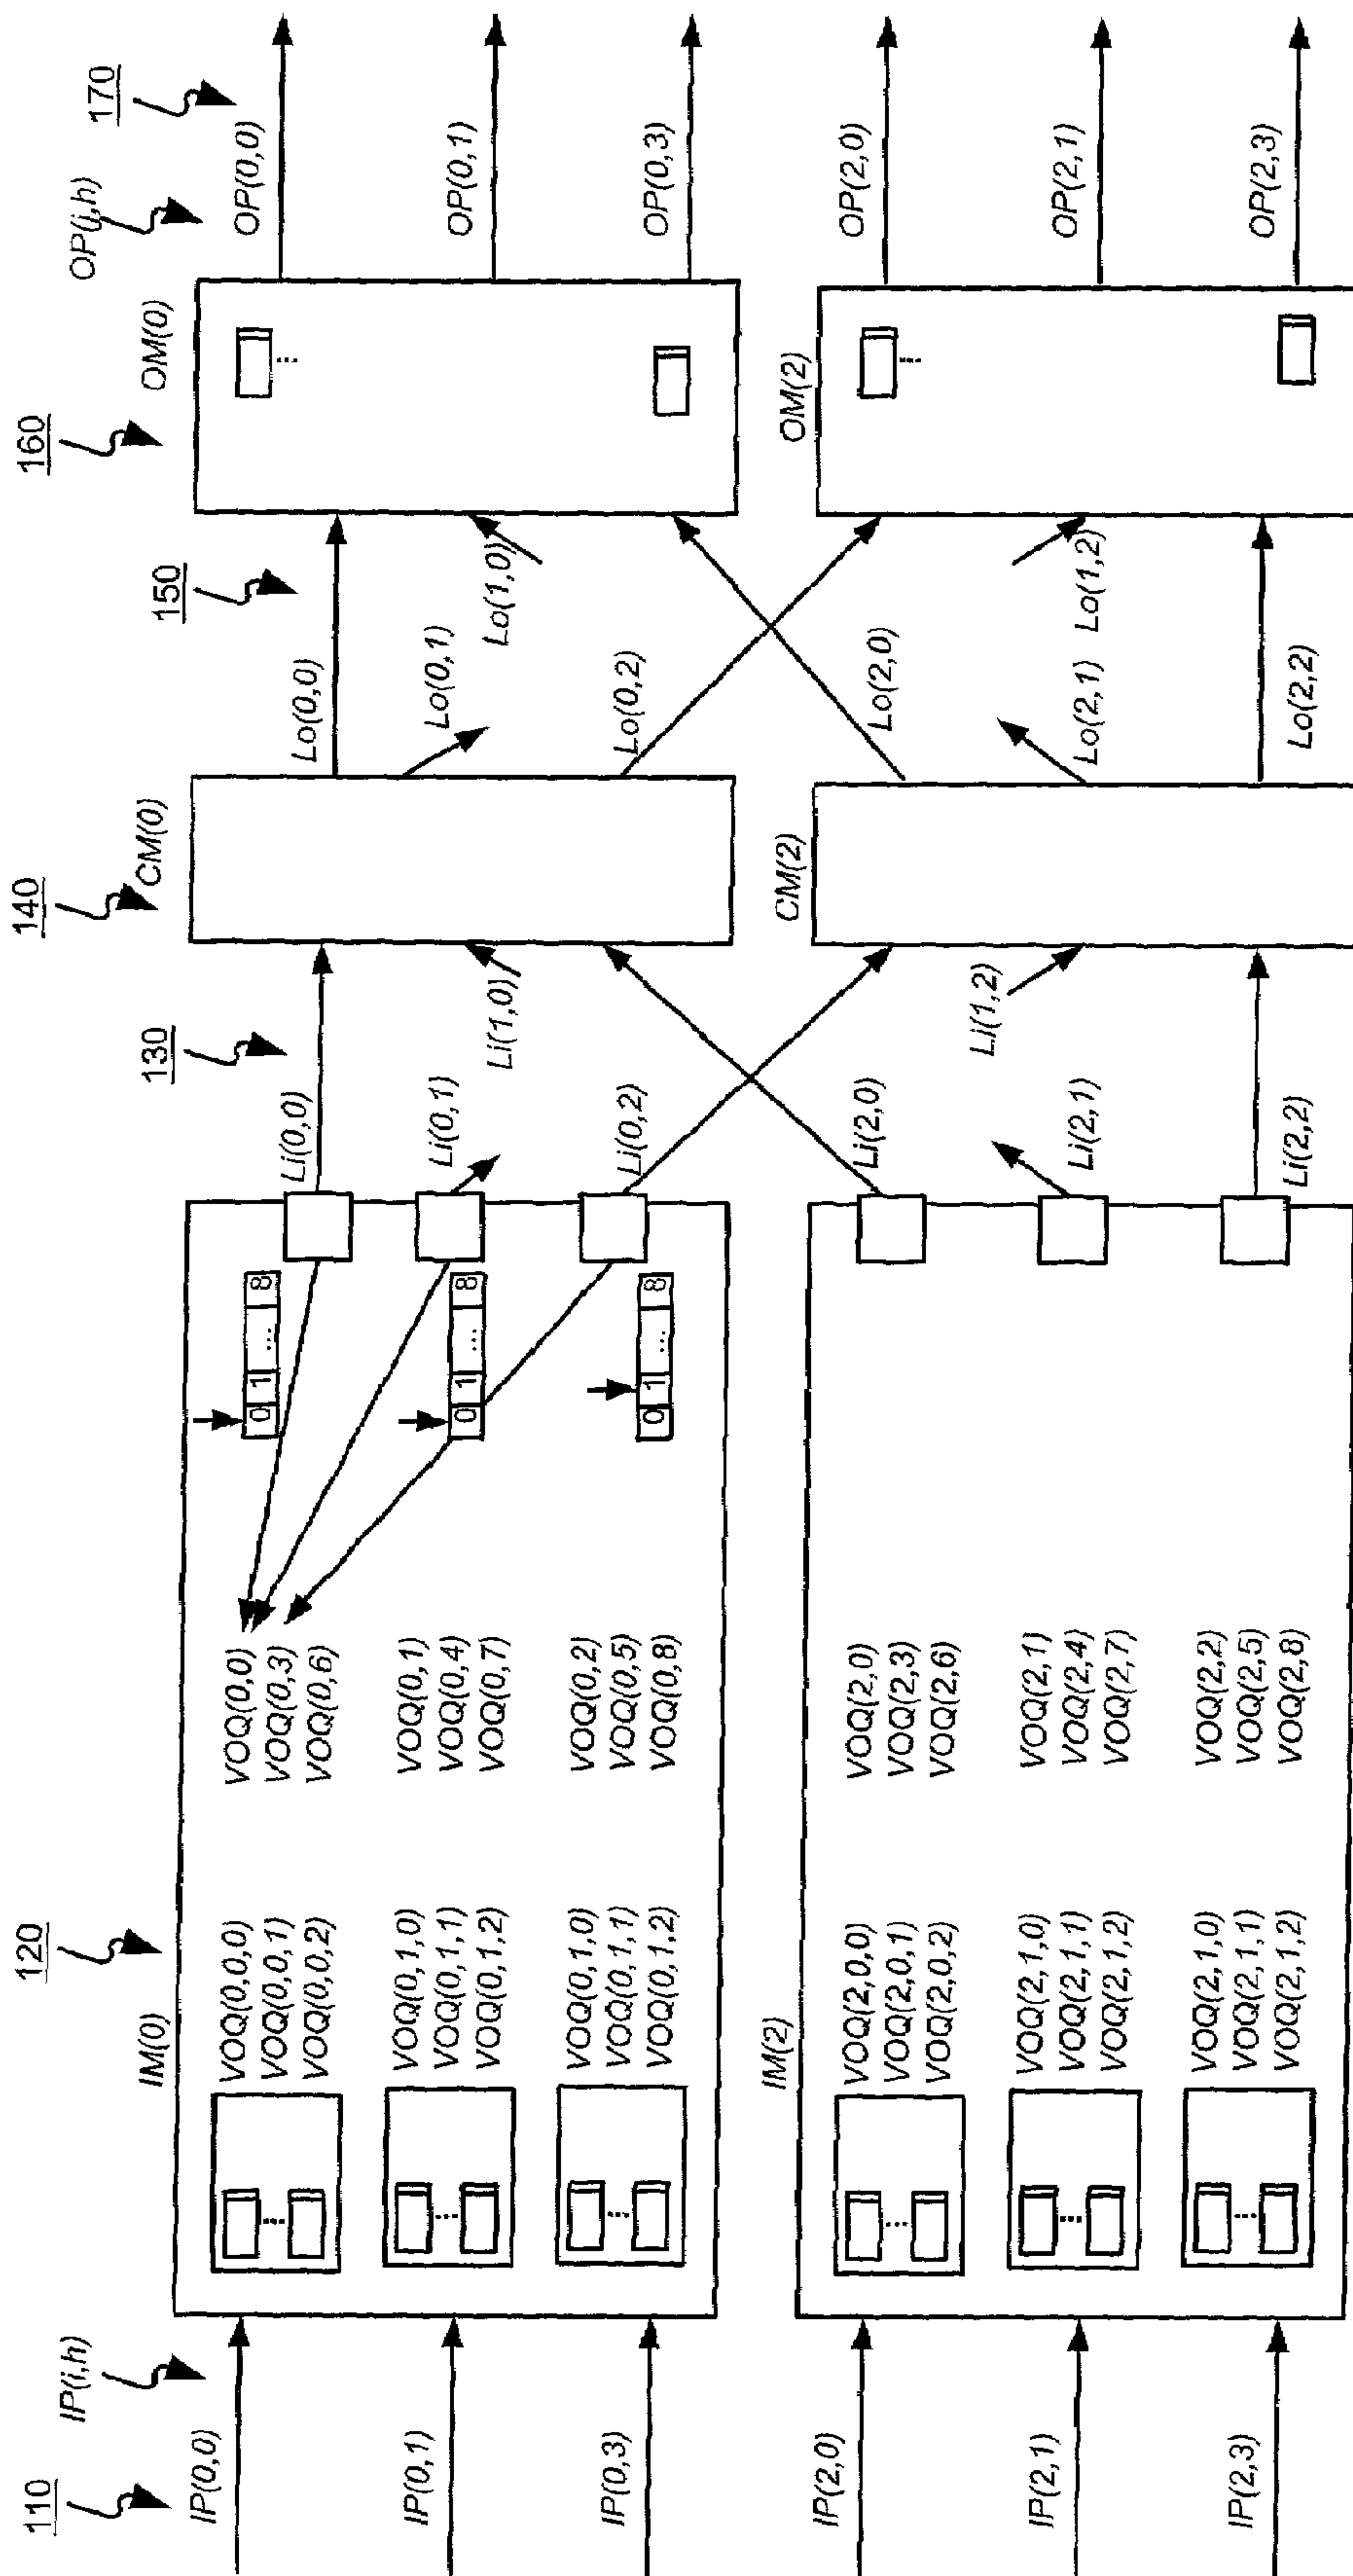 110
IP(i,h)
IP(0,0)
IP(0,1)
IP(0,3)
IP(2,0)
IP(2,1)
IP(2,3)
120
IM(0)
VOQ(0,0,0)
VOQ(0,0,1)
VOQ(0,0,2)
VOQ(0,1,0)
VOQ(0,1,1)
VOQ(0,1,2)
VOQ(0,1,0)
VOQ(0,1,1)
VOQ(0,1,2)
VOQ(0,0)
VOQ(0,3)
VOQ(0,6)
VOQ(0,1)
VOQ(0,4)
VOQ(0,7)
VOQ(0,2)
VOQ(0,5)
VOQ(0,8)
0 1 ... 8
0 1 ... 8
0 1 ... 8
IM(2)
VOQ(2,0,0)
VOQ(2,0,1)
VOQ(2,0,2)
VOQ(2,1,0)
VOQ(2,1,1)
VOQ(2,1,2)
VOQ(2,1,0)
VOQ(2,1,1)
VOQ(2,1,2)
VOQ(2,0)
VOQ(2,3)
VOQ(2,6)
VOQ(2,1)
VOQ(2,4)
VOQ(2,7)
VOQ(2,2)
VOQ(2,5)
VOQ(2,8)
130
Li(0,0)
Li(0,1)
Li(1,0)
Li(0,2)
Li(2,0)
Li(1,2)
Li(2,1)
Li(2,2)
140
CM(0)
CM(2)
150
Lo(0,0)
Lo(0,1)
Lo(1,0)
Lo(0,2)
Lo(2,0)
Lo(2,1)
Lo(1,2)
Lo(2,2)
160
OM(0)
OM(2)
OP(j,h)
170
OP(0,0)
OP(0,1)
OP(0,3)
OP(2,0)
OP(2,1)
OP(2,3)